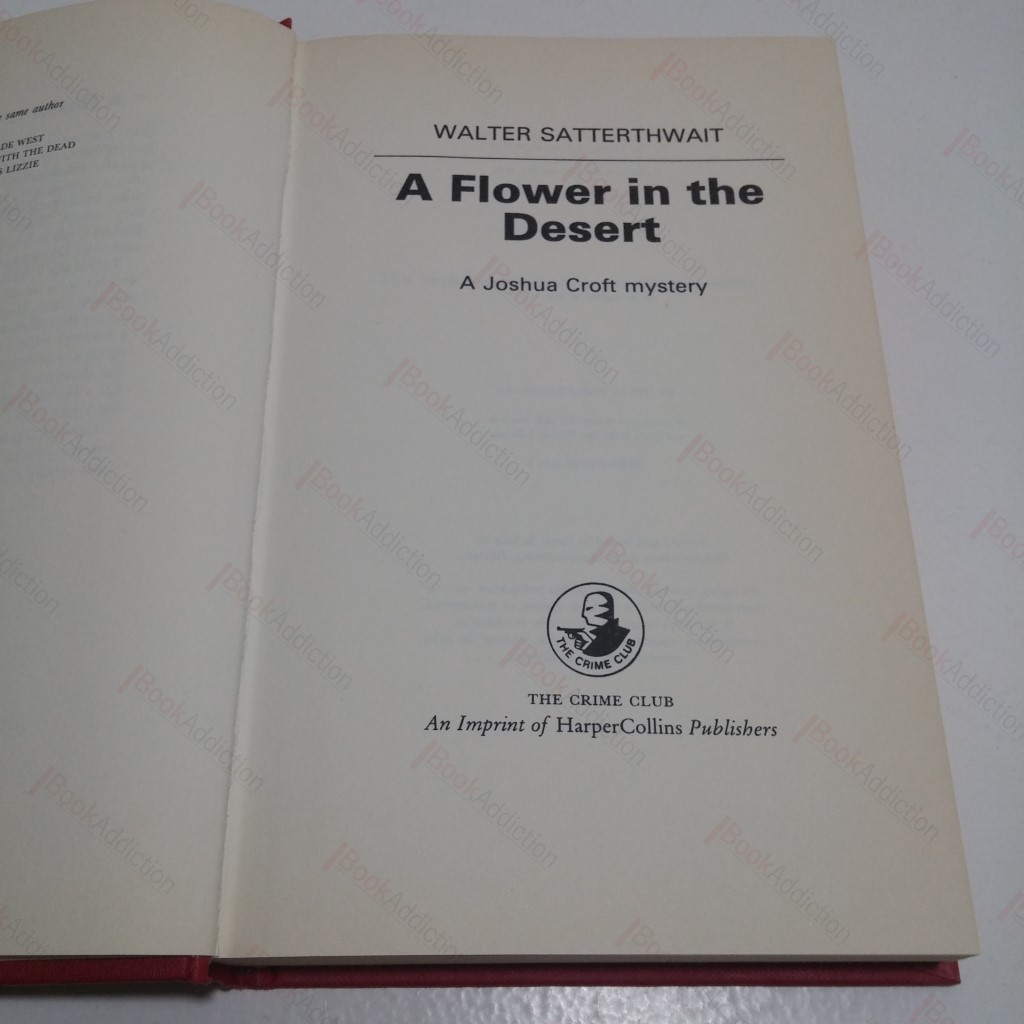 same author
DE WEST
ITH THE DEAD
S LIZZIE
WALTER SATTERTHWAIT
A Flower in the
Desert
A Joshua Croft mystery
THE CRIME CLUB
THE CRIME CLUB
An Imprint of HarperCollins Publishers
BookAddiction